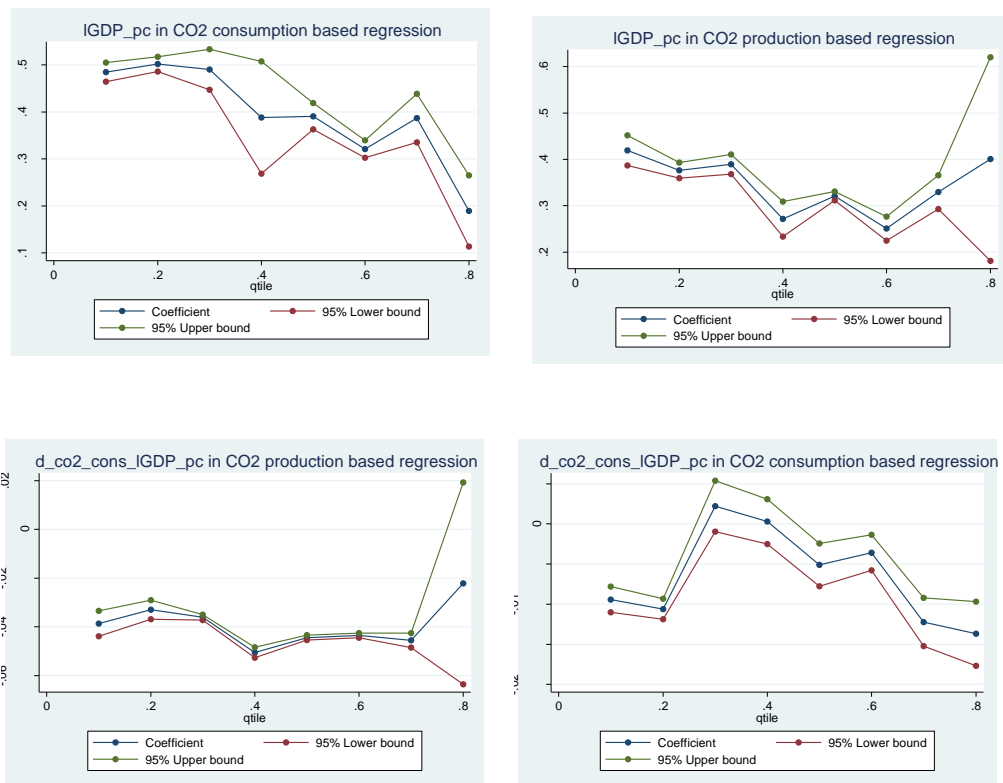 lGDP_pc in CO2 consumption based regression
.5
.4
.3
.2
.1
0 .2 .4 .6 .8
qtile
Coefficient 95% Lower bound
95% Upper bound
lGDP_pc in CO2 production based regression
.6
.5
.4
.3
.2
0 .2 .4 .6 .8
qtile
Coefficient 95% Lower bound
95% Upper bound
d_co2_cons_lGDP_pc in CO2 production based regression
.02
0
-.02
-.04
-.06
0 .2 .4 .6 .8
qtile
Coefficient 95% Lower bound
95% Upper bound
d_co2_cons_lGDP_pc in CO2 consumption based regression
0
0 .2 .4 .6 .8
qtile
Coefficient 95% Lower bound
95% Upper bound